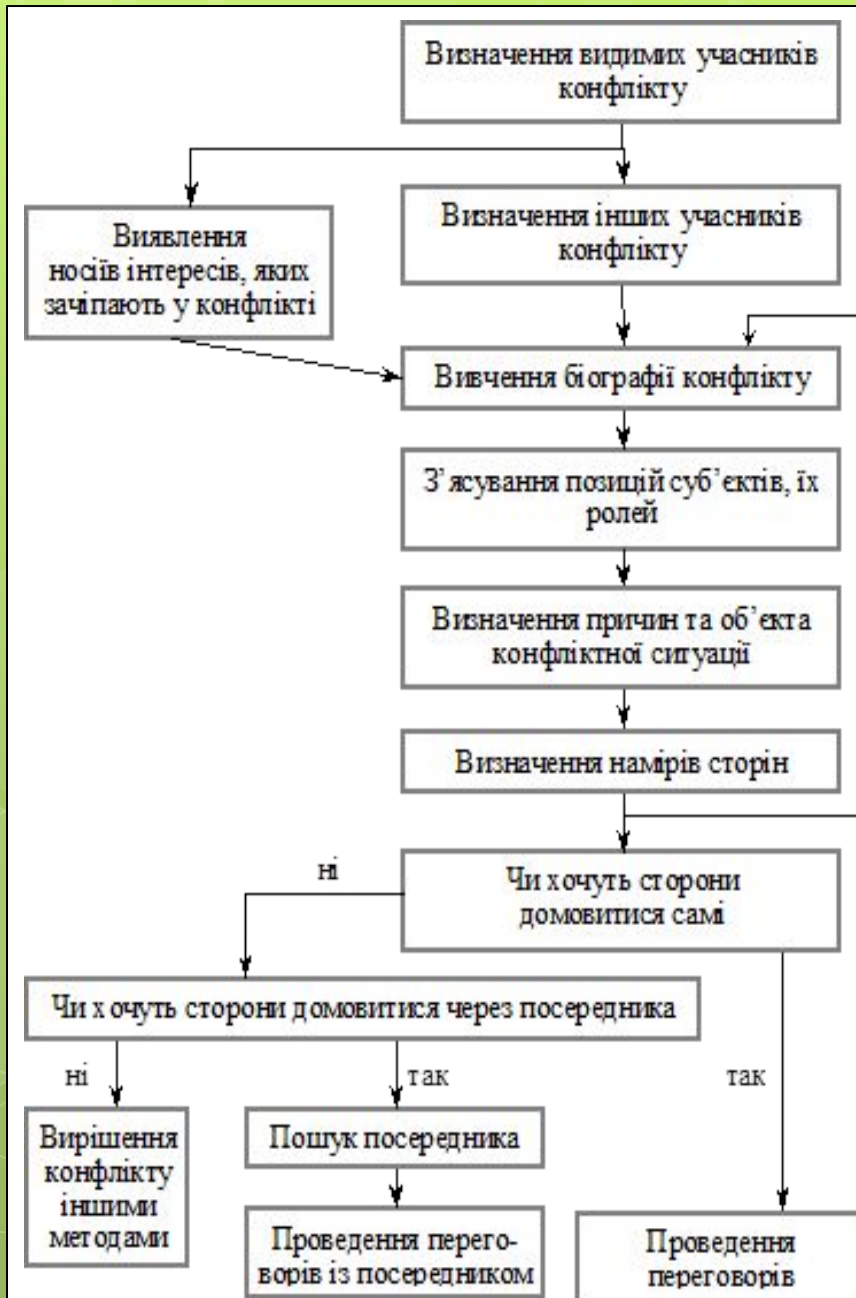 Визначення видимих учасників
конфлікту
Виявлення
носіїв інтересів, яких
зачіпають у конфлікті
Визначення інших учасників
конфлікту
Вивчення біографії конфлікту
З’ясування позицій суб’єктів, їх
ролей
Визначення причин та об’єкта
конфліктної ситуації
Визначення намірів сторін
ні
Чи хочуть сторони
домовитися самі
Чи хочуть сторони домовитися через посередника
ні
так
так
Вирішення
конфлікту
іншими
методами
Пошук посередника
Проведення перего-
ворів із посередником
Проведення
переговорів